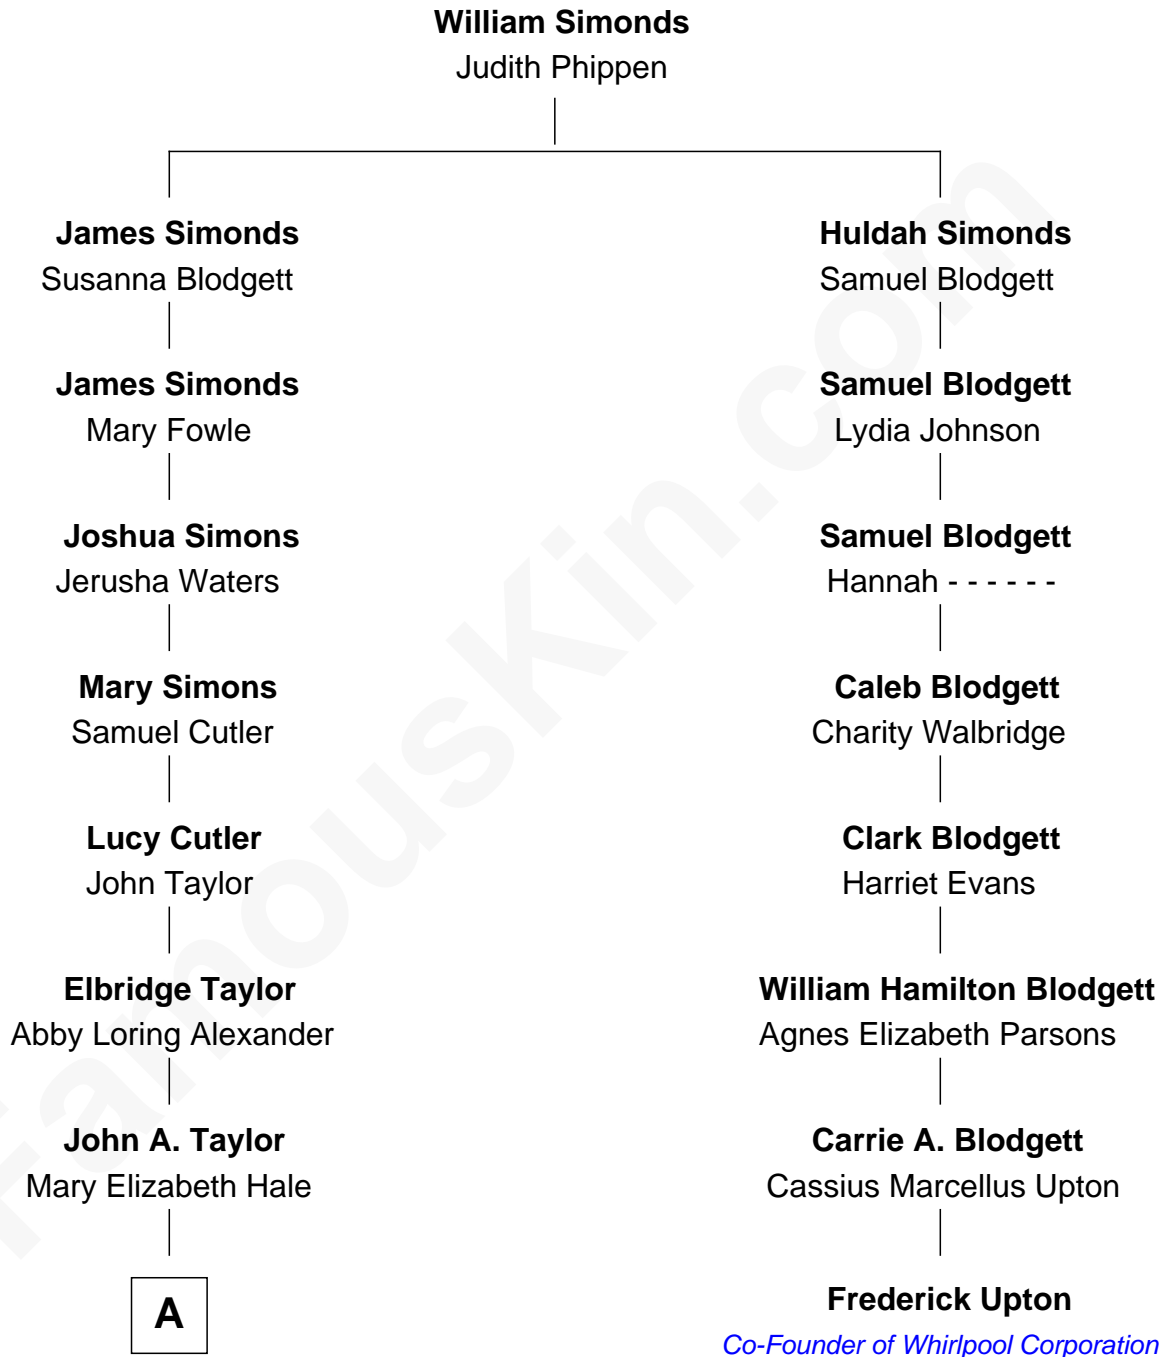 William Simonds
Judith Phippen
James Simonds
Susanna Blodgett
Huldah Simonds
Samuel Blodgett
James Simonds
Mary Fowle
Samuel Blodgett
Lydia Johnson
Joshua Simons
Jerusha Waters
Samuel Blodgett
Hannah - - - - - -
Mary Simons
Samuel Cutler
Caleb Blodgett
Charity Walbridge
Lucy Cutler
John Taylor
Clark Blodgett
Harriet Evans
Elbridge Taylor
Abby Loring Alexander
William Hamilton Blodgett
Agnes Elizabeth Parsons
John A. Taylor
Mary Elizabeth Hale
Carrie A. Blodgett
Cassius Marcellus Upton
A
Frederick Upton
Co-Founder of Whirlpool Corporation
FamousKin.com